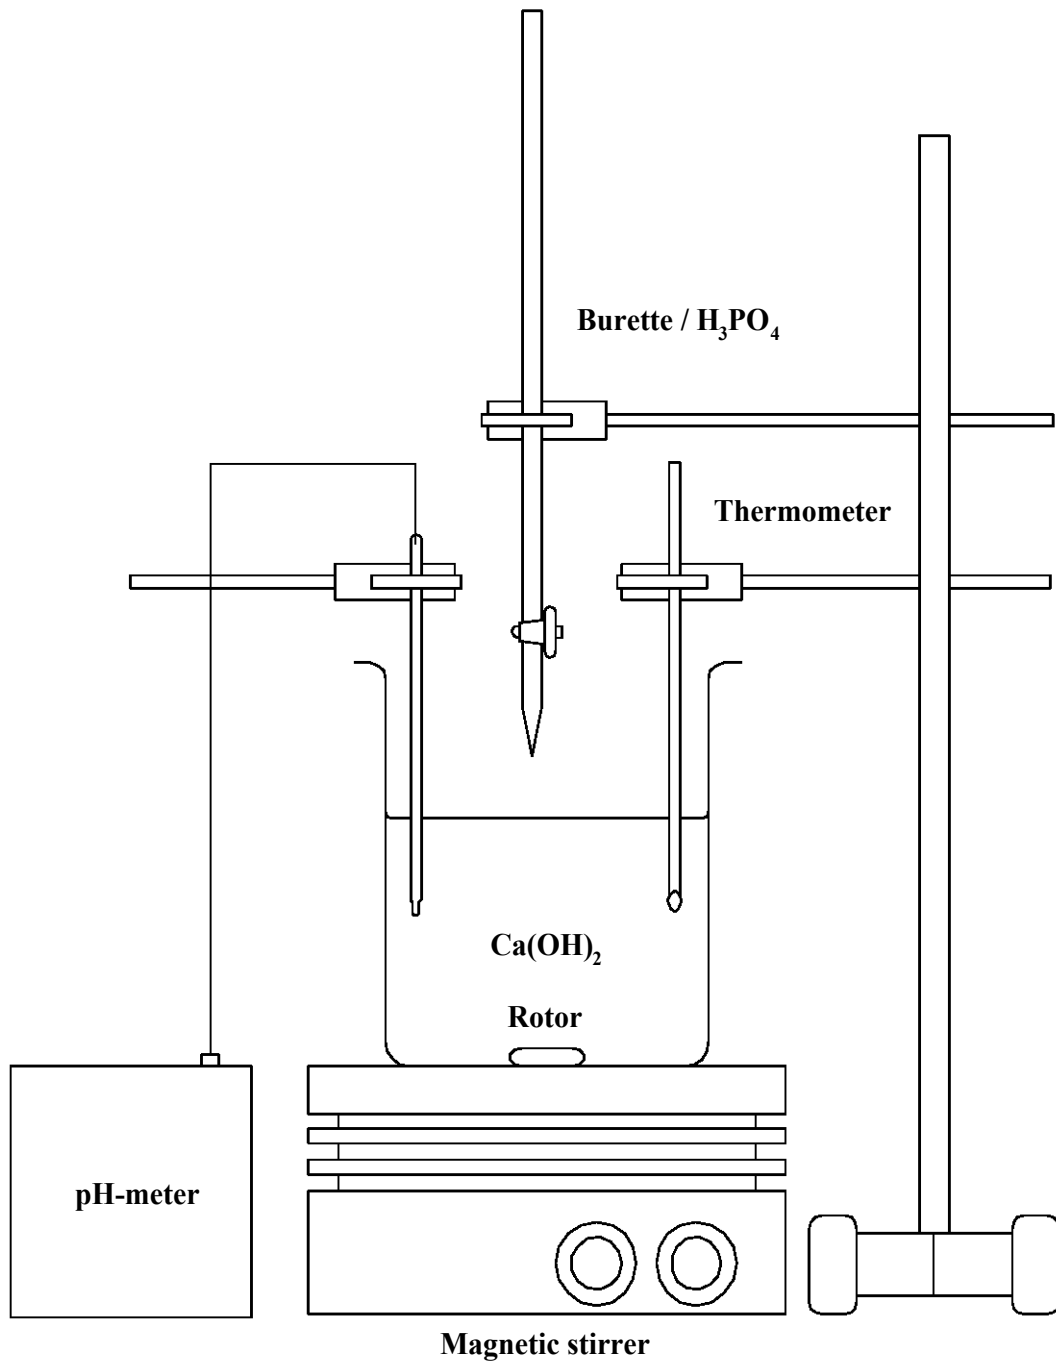 Burette / H₃PO₄
Thermometer
Ca(OH)₂
Rotor
pH-meter
Magnetic stirrer